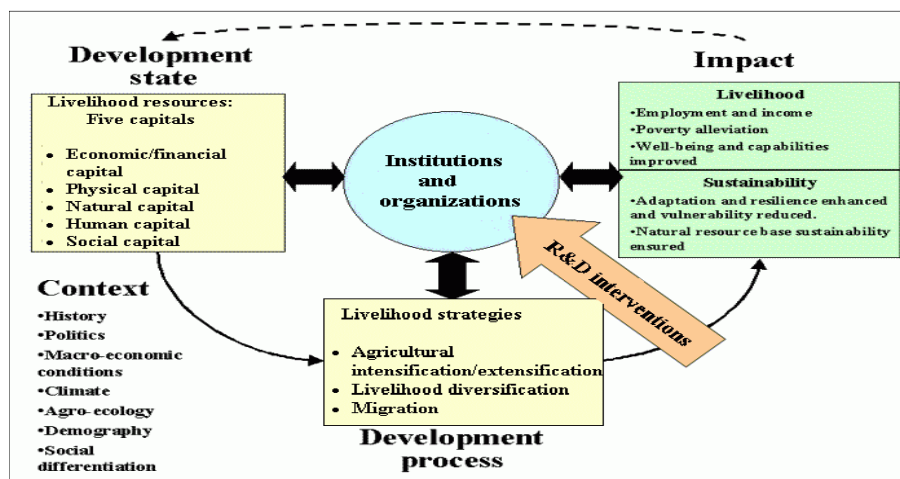 Development
state
Livelihood resources:
Five capitals
• Economic/financial
capital
• Physical capital
• Natural capital
• Human capital
• Social capital
Context
•History
•Politics
•Macro-economic
conditions
•Climate
•Agro-ecology
•Demography
•Social
differentiation
Institutions
and
organizations
Livelihood strategies
• Agricultural
intensification/extensification
• Livelihood diversification
• Migration
Development
process
R&D interventions
Impact
Livelihood
•Employment and income
•Poverty alleviation
•Well-being and capabilities
improved
Sustainability
•Adaptation and resilience enhanced
and vulnerability reduced.
•Natural resource base sustainability
ensured